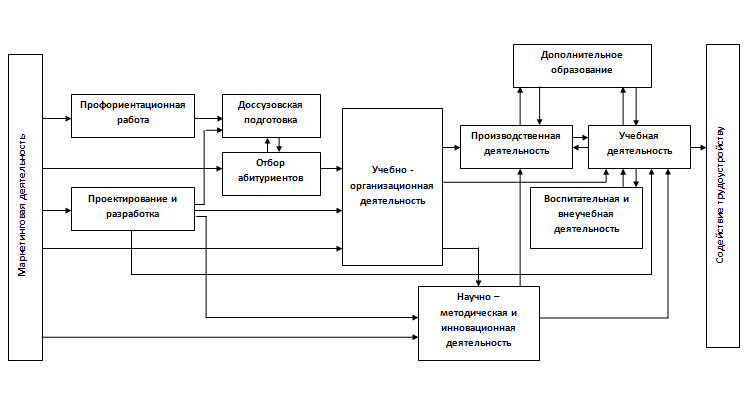 Маркетинговая деятельность
Профориентационная
работа
Доссузовская
подготовка
Отбор
абитуриентов
Проектирование и
разработка
Учебно -
организационная
деятельность
Дополнительное
образование
Производственная
деятельность
Учебная
деятельность
Воспитательная и
внеучебная
деятельность
Научно –
методическая и
инновационная
деятельность
Содействие трудоустройству